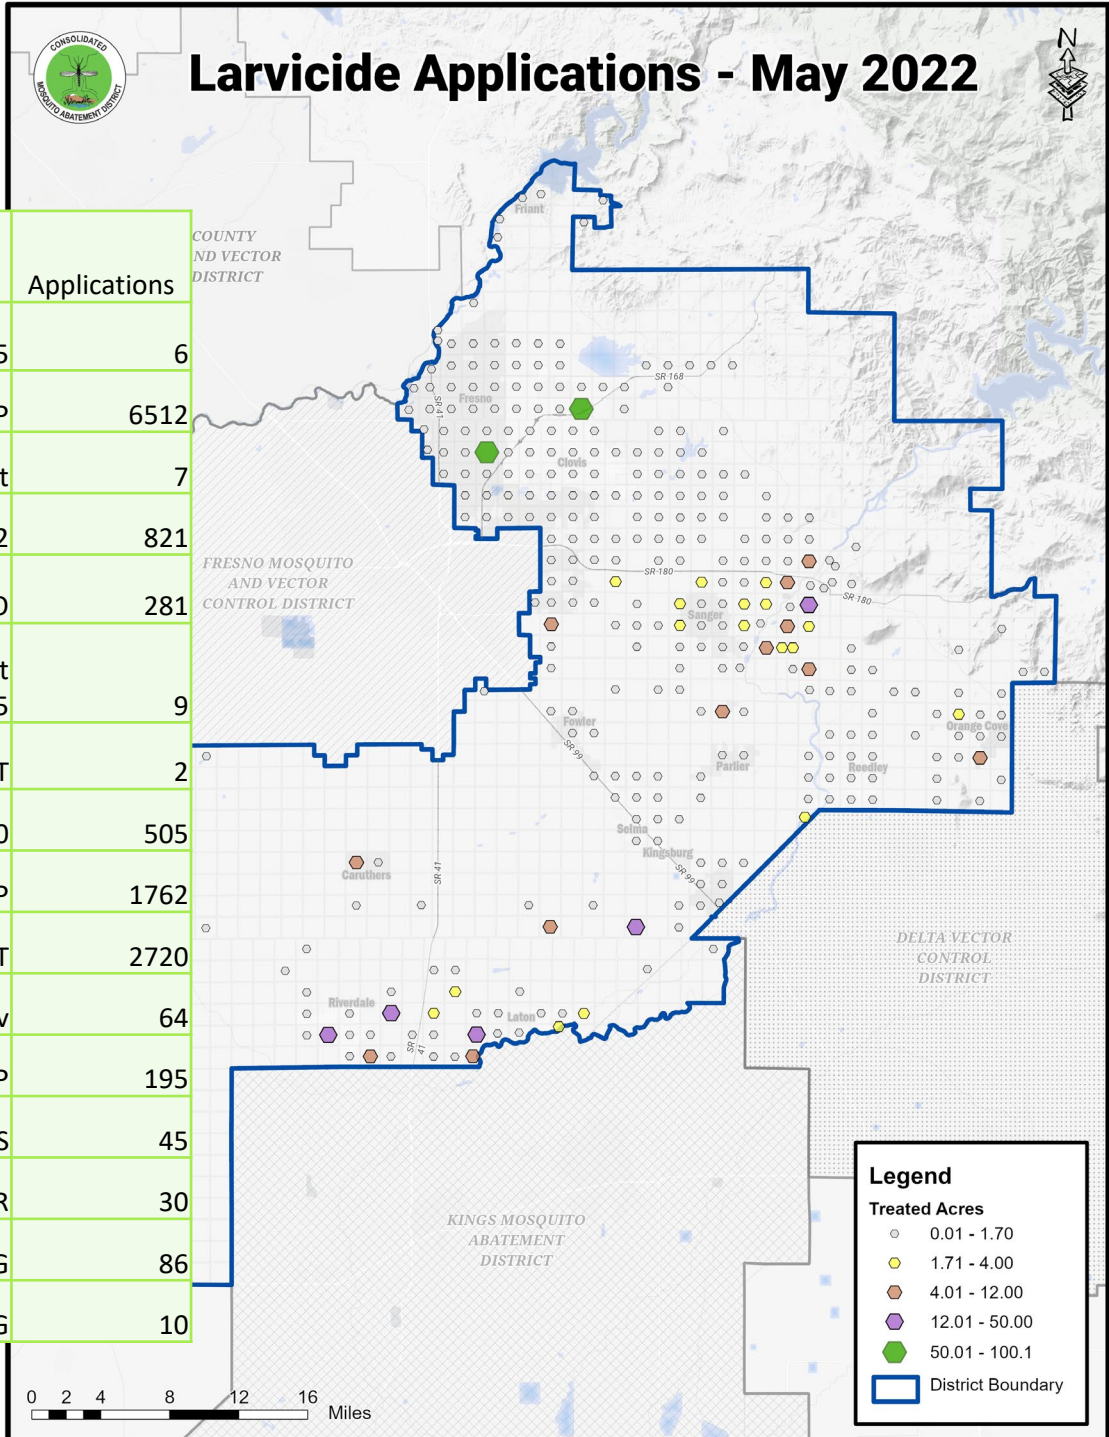 CONSOLIDATED
MOSQUITO ABATEMENT DISTRICT
Larvicide Applications - May 2022
N
Applications
5 6
P 6512
t 7
2 821
0 281
t
5 9
T 2
0 505
P 1762
T 2720
v 64
P 195
S 45
R 30
G 86
G 10
COUNTY
ND VECTOR
DISTRICT
Friant
SR 168
Fresno
SR 41
Clovis
FRESNO MOSQUITO
AND VECTOR
CONTROL DISTRICT
SR 180
SR 180
Sanger
Fowler
Orange Cove
SR 99
Parlier
Reedley
Selma
Kingsburg
SR 99
Caruthers
SR 41
DELTA VECTOR
CONTROL
DISTRICT
Riverdale
Laton
SR
41
KINGS MOSQUITO
ABATEMENT
DISTRICT
Legend
Treated Acres
0.01 - 1.70
1.71 - 4.00
4.01 - 12.00
12.01 - 50.00
50.01 - 100.1
District Boundary
0 2 4 8 12 16
Miles